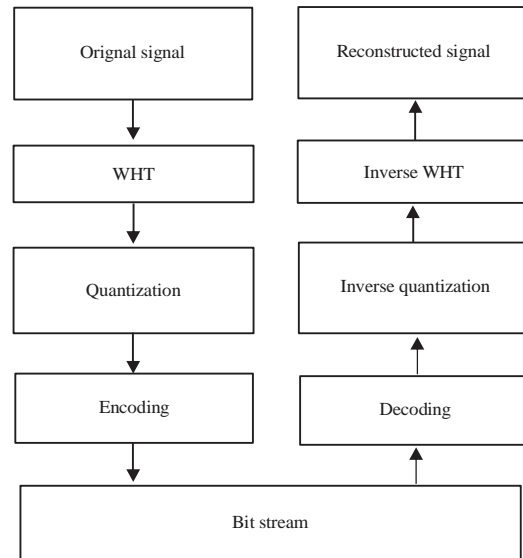 Orignal signal
Reconstructed signal
WHT
Inverse WHT
Quantization
Inverse quantization
Encoding
Decoding
Bit stream